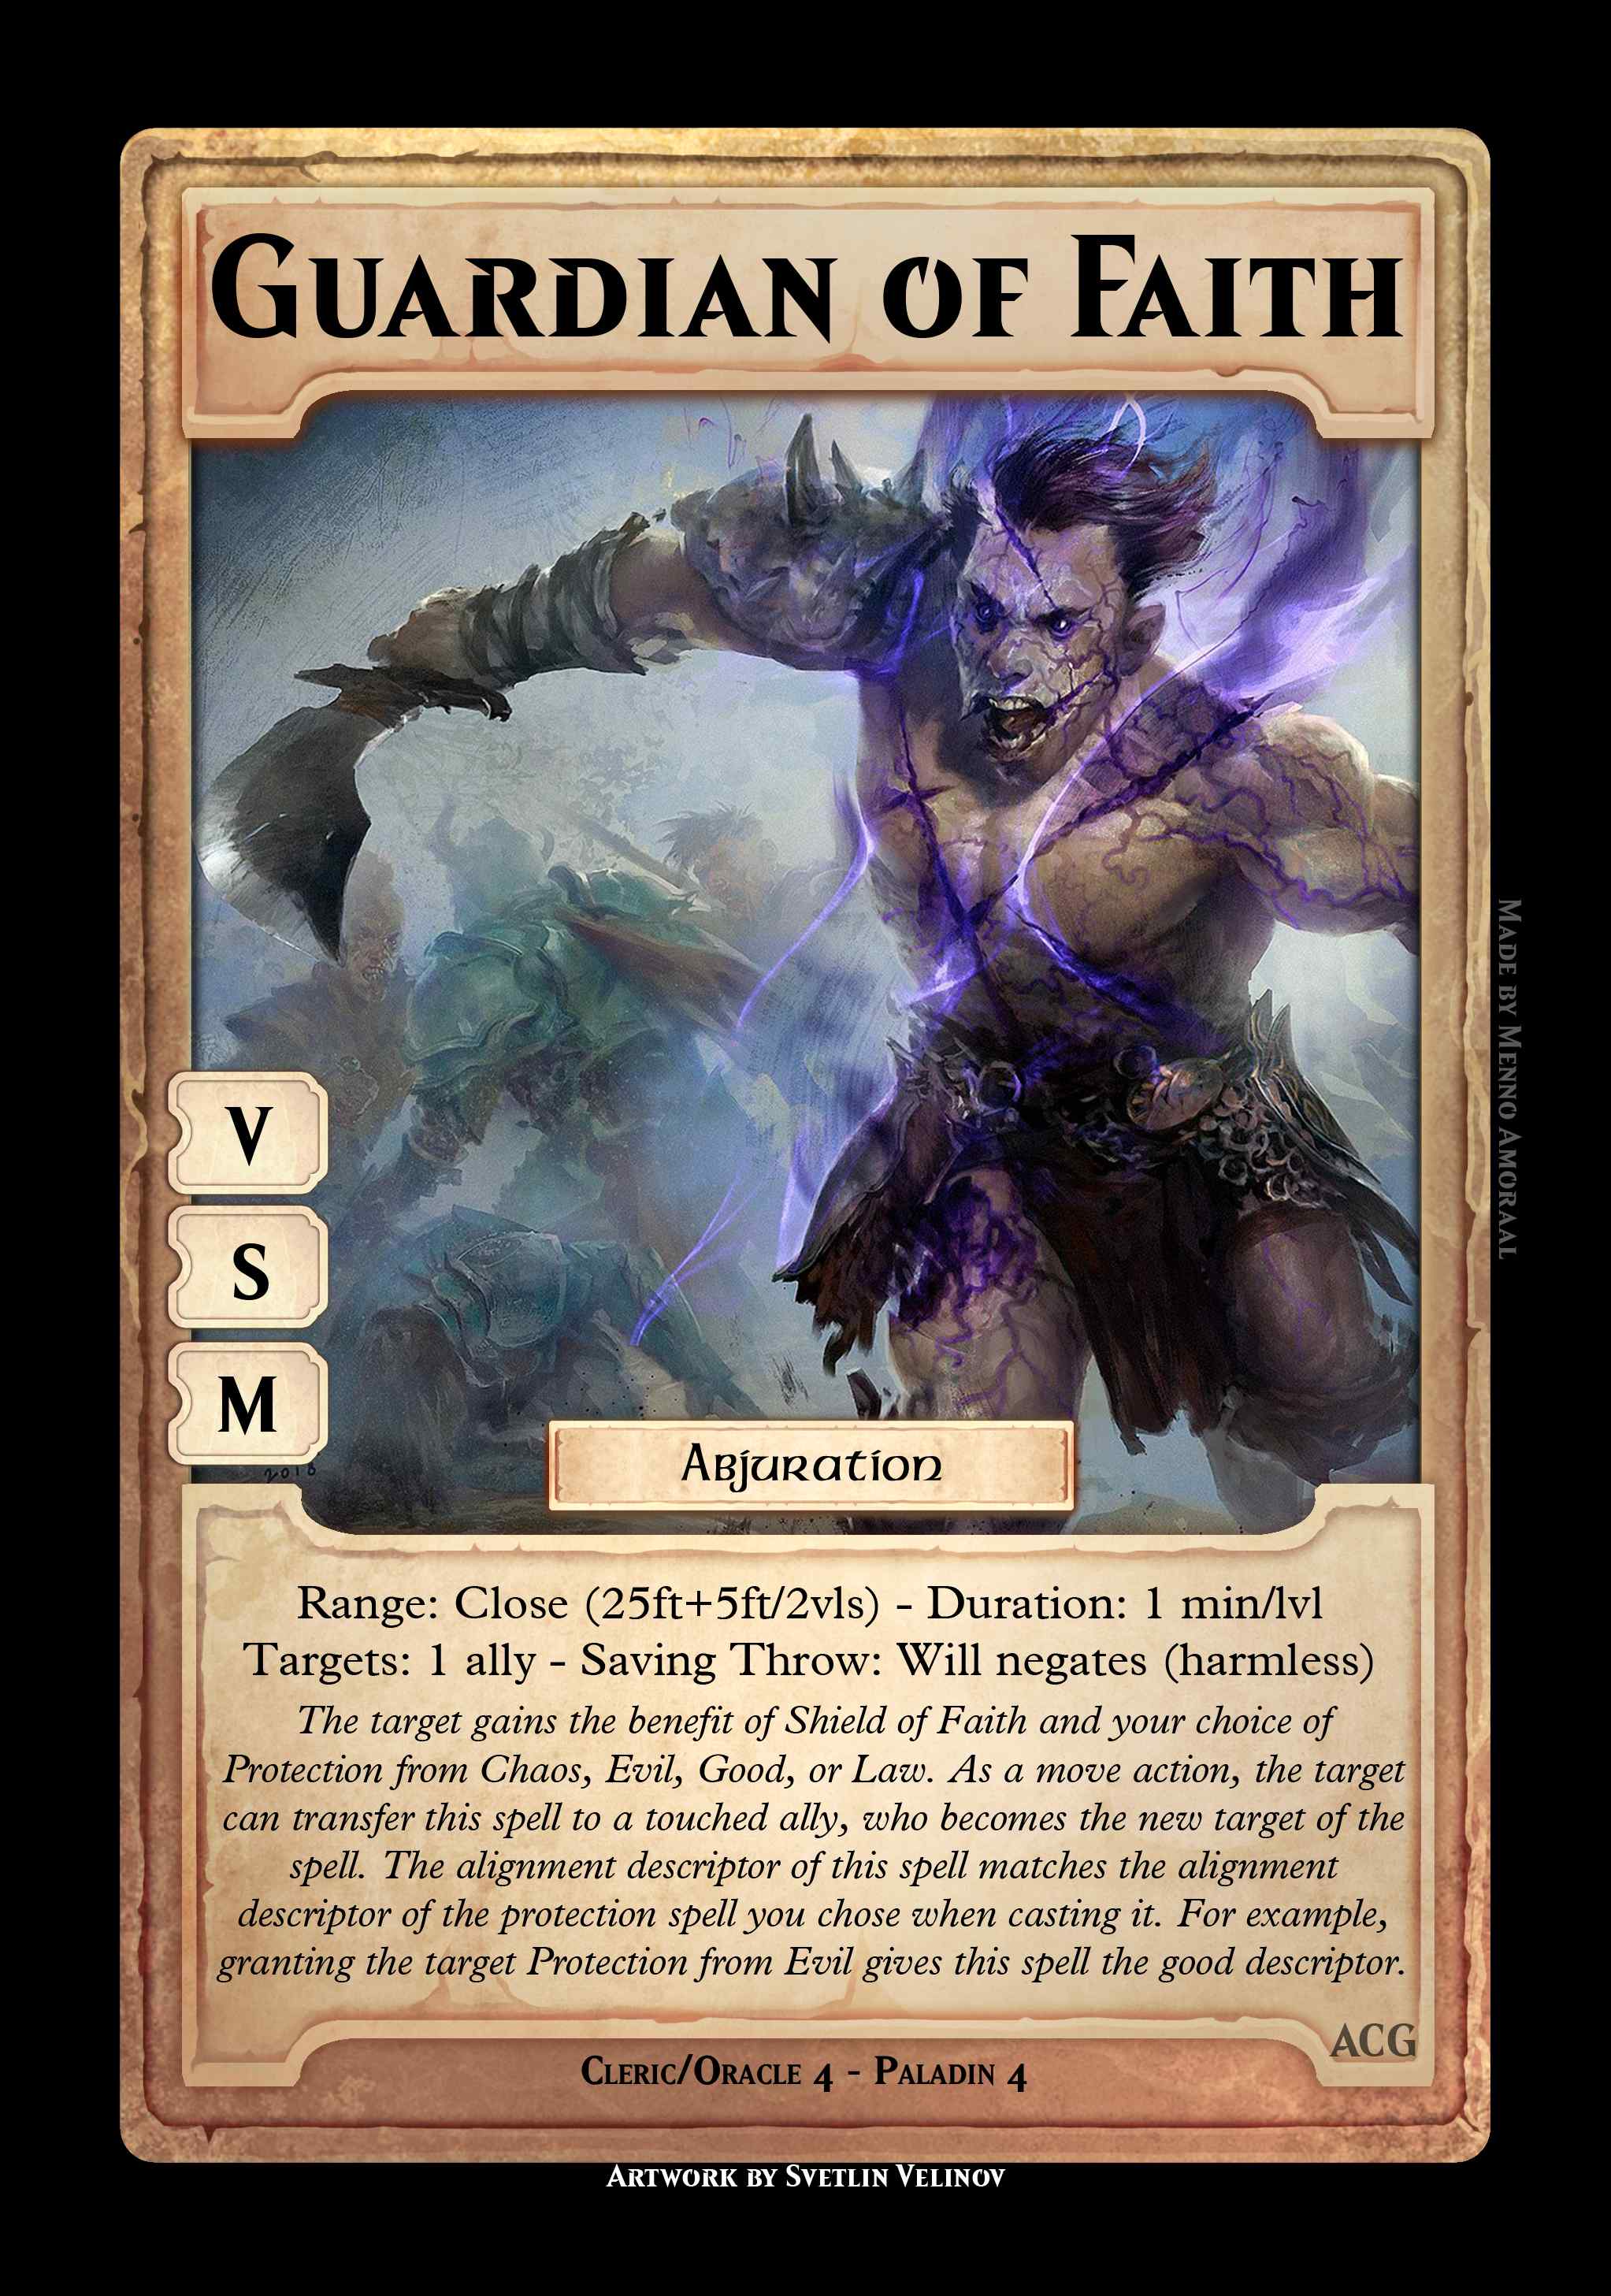 Guardian of Faith
V
S
M
2018
Abjuration
Range: Close (25ft+5ft/2vls) - Duration: 1 min/lvl
Targets: 1 ally - Saving Throw: Will negates (harmless)
The target gains the benefit of Shield of Faith and your choice of
Protection from Chaos, Evil, Good, or Law. As a move action, the target
can transfer this spell to a touched ally, who becomes the new target of the
spell. The alignment descriptor of this spell matches the alignment
descriptor of the protection spell you chose when casting it. For example,
granting the target Protection from Evil gives this spell the good descriptor.
ACG
Cleric/Oracle 4 - Paladin 4
Artwork by Svetlin Velinov
Made by Menno Amoraal